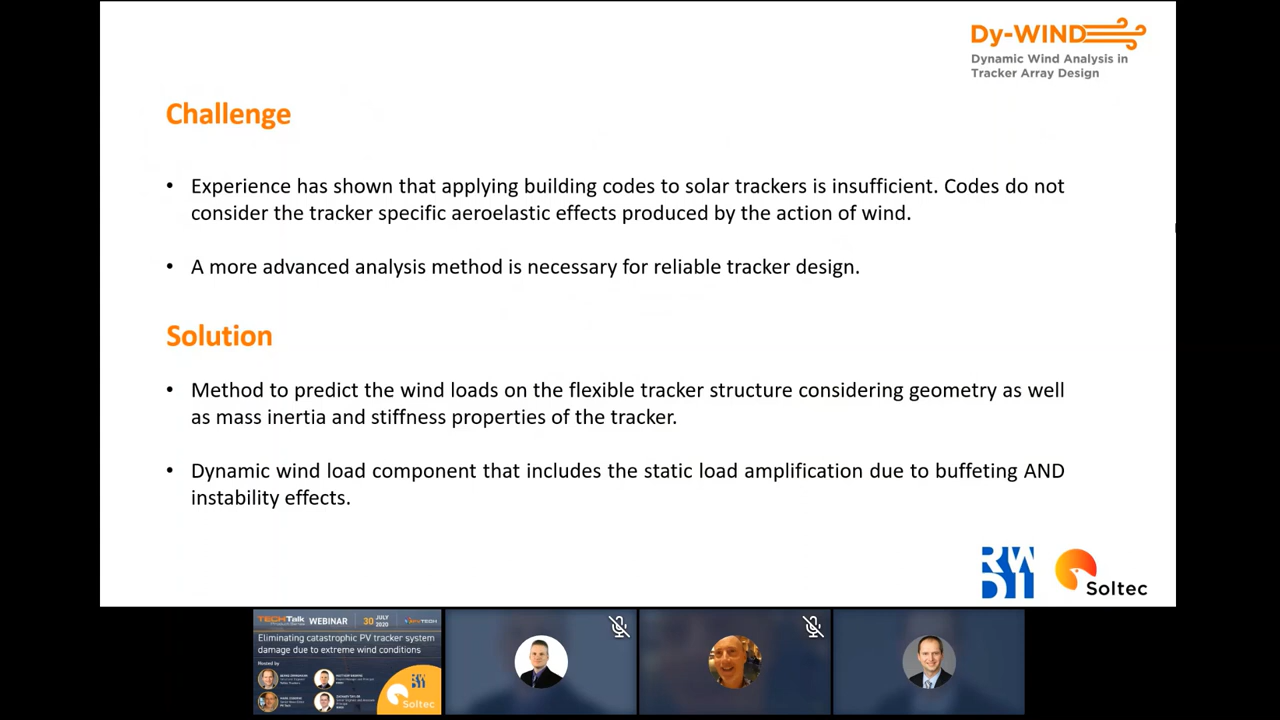 Dy-WIND
Dynamic Wind Analysis in
Tracker Array Design
Challenge
• Experience has shown that applying building codes to solar trackers is insufficient. Codes do not
consider the tracker specific aeroelastic effects produced by the action of wind.
• A more advanced analysis method is necessary for reliable tracker design.
Solution
• Method to predict the wind loads on the flexible tracker structure considering geometry as well
as mass inertia and stiffness properties of the tracker.
• Dynamic wind load component that includes the static load amplification due to buffeting AND
instability effects.
RWDI
Soltec
TECHTalk WEBINAR 30 JULY 2020
Eliminating catastrophic PV tracker system
damage due to extreme wind conditions
Hosted by
Soltec